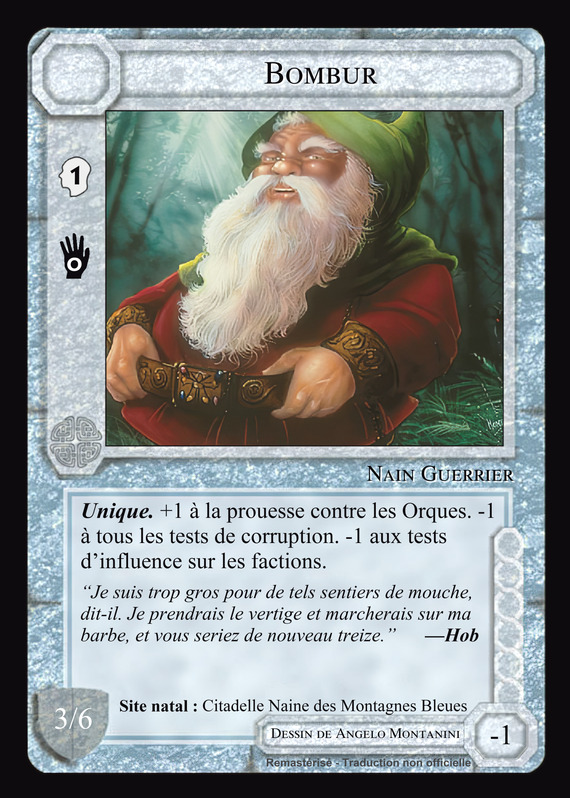 Bombur
1
0
Nain Guerrier
Unique. +1 à la prouesse contre les Orques. -1
à tous les tests de corruption. -1 aux tests
d’influence sur les factions.
“Je suis trop gros pour de tels sentiers de mouche,
dit-il. Je prendrais le vertige et marcherais sur ma
barbe, et vous seriez de nouveau treize.” —Hob
Site natal : Citadelle Naine des Montagnes Bleues
3/6
Dessin de Angelo Montanini
-1
Remastérisé - Traduction non officielle